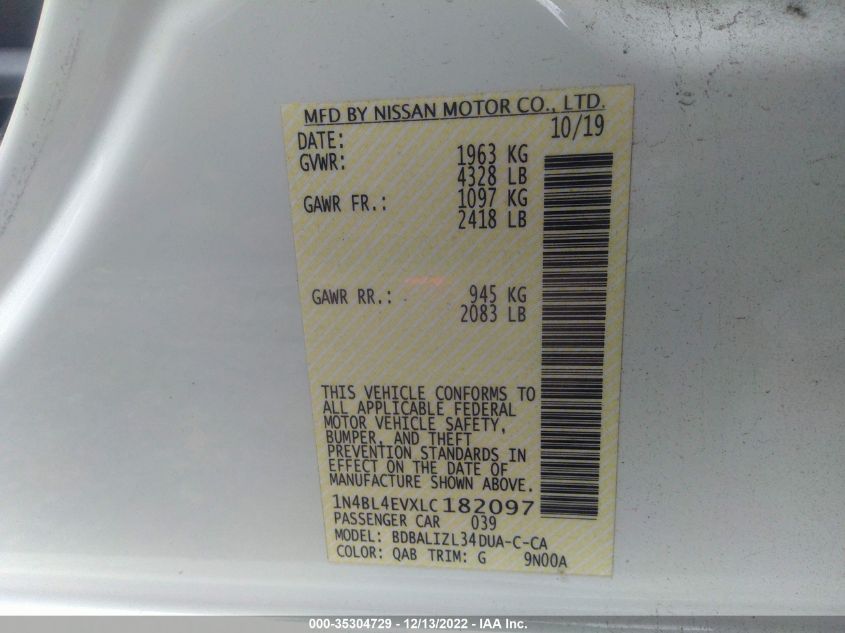 MFD BY NISSAN MOTOR CO., LTD.
DATE: 10/19
GVWR: 1963 KG
4328 LB
GAWR FR.: 1097 KG
2418 LB
GAWR RR.: 945 KG
2083 LB
THIS VEHICLE CONFORMS TO
ALL APPLICABLE FEDERAL
MOTOR VEHICLE SAFETY,
BUMPER, AND THEFT
PREVENTION STANDARDS IN
EFFECT ON THE DATE OF
MANUFACTURE SHOWN ABOVE.
1N4BL4EVXLC182097
PASSENGER CAR 039
MODEL: BDBALIZL34DUA-C-CA
COLOR: QAB TRIM: G 9N00A
000-35304729 - 12/13/2022 - IAA Inc.